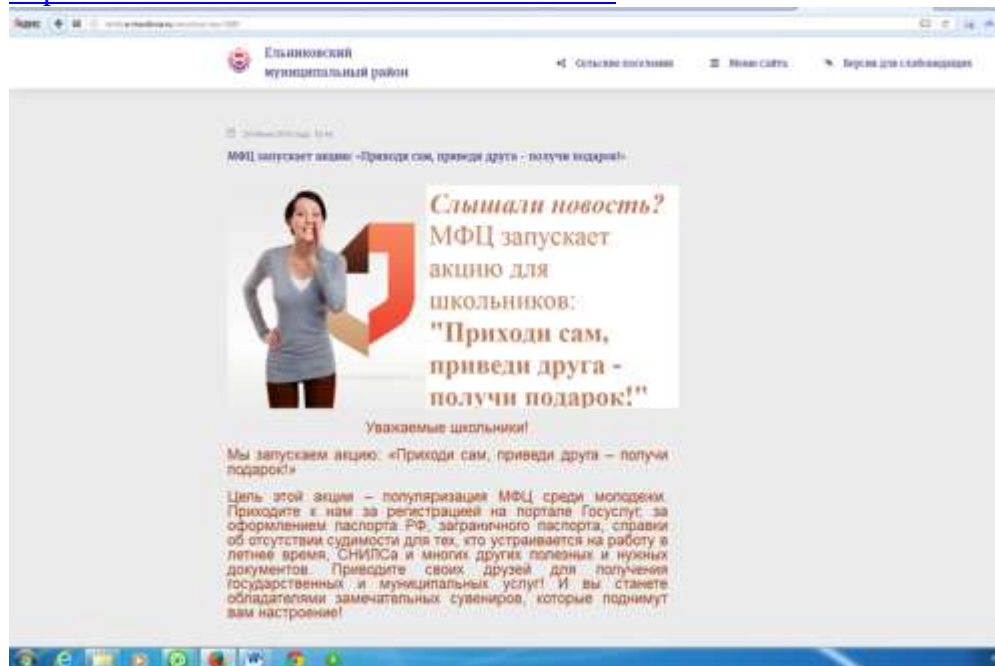 Ельниковский
муниципальный район
Сельские поселения
Меню сайта
Версия для слабовидящих
МФЦ запускает акцию: «Приходи сам, приведи друга - получи подарок!»
Слышали новость?
МФЦ запускает
акцию для
школьников:
"Приходи сам,
приведи друга -
получи подарок!"
Уважаемые школьники!
Мы запускаем акцию: «Приходи сам, приведи друга – получи
подарок!»
Цель этой акции – популяризация МФЦ среди молодежи.
Приходите к нам за регистрацией на портале Госуслуг, за
оформлением паспорта РФ, заграничного паспорта, справки
об отсутствии судимости для тех, кто устраивается на работу в
летнее время, СНИЛСа и многих других полезных и нужных
документов. Приводите своих друзей для получения
государственных и муниципальных услуг! И вы станете
обладателями замечательных сувениров, которые поднимут
вам настроение!